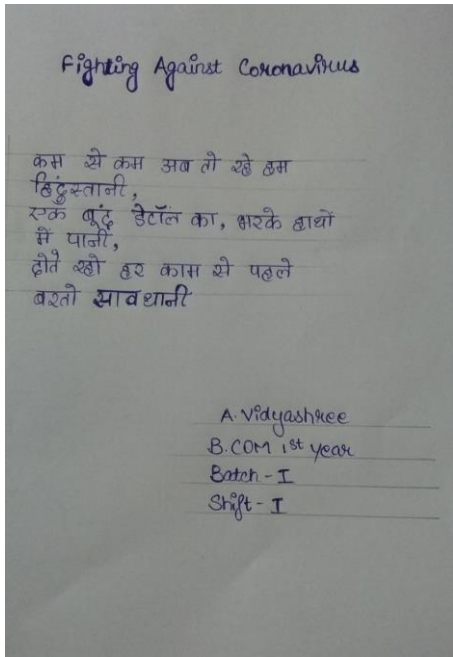 Fighting Against Coronavirus
कम से कम अब तो रहे हम
हिंदुस्तानी,
एक बूंद डेटॉल का, भरके हाथों
में पानी,
द्योते रहो हर काम से पहले
बरतो सावधानी
A. Vidyashree
B.COM 1st year
Batch - I
Shift - I